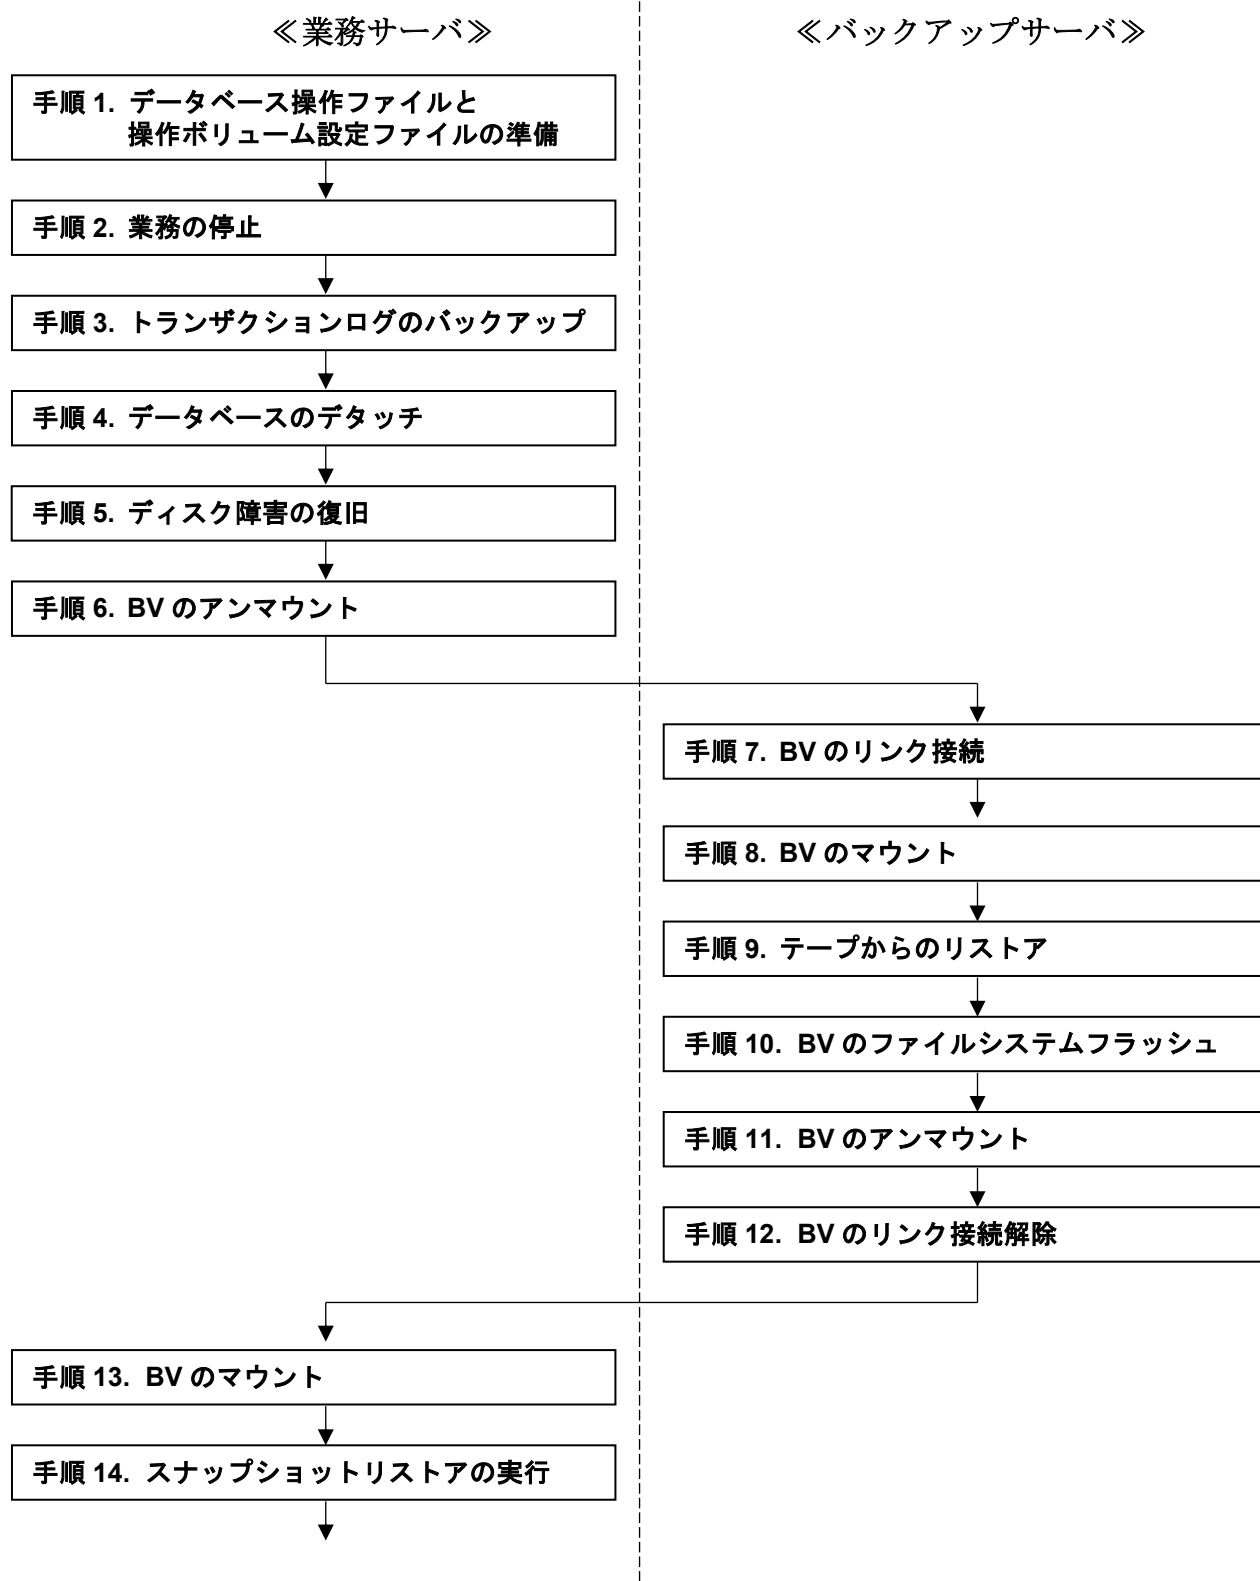 ≪業務サーバ≫
≪バックアップサーバ≫
手順 1. データベース操作ファイルと
操作ボリューム設定ファイルの準備
手順 2. 業務の停止
手順 3. トランザクションログのバックアップ
手順 4. データベースのデタッチ
手順 5. ディスク障害の復旧
手順 6. BV のアンマウント
手順 7. BV のリンク接続
手順 8. BV のマウント
手順 9. テープからのリストア
手順 10. BV のファイルシステムフラッシュ
手順 11. BV のアンマウント
手順 12. BV のリンク接続解除
手順 13. BV のマウント
手順 14. スナップショットリストアの実行